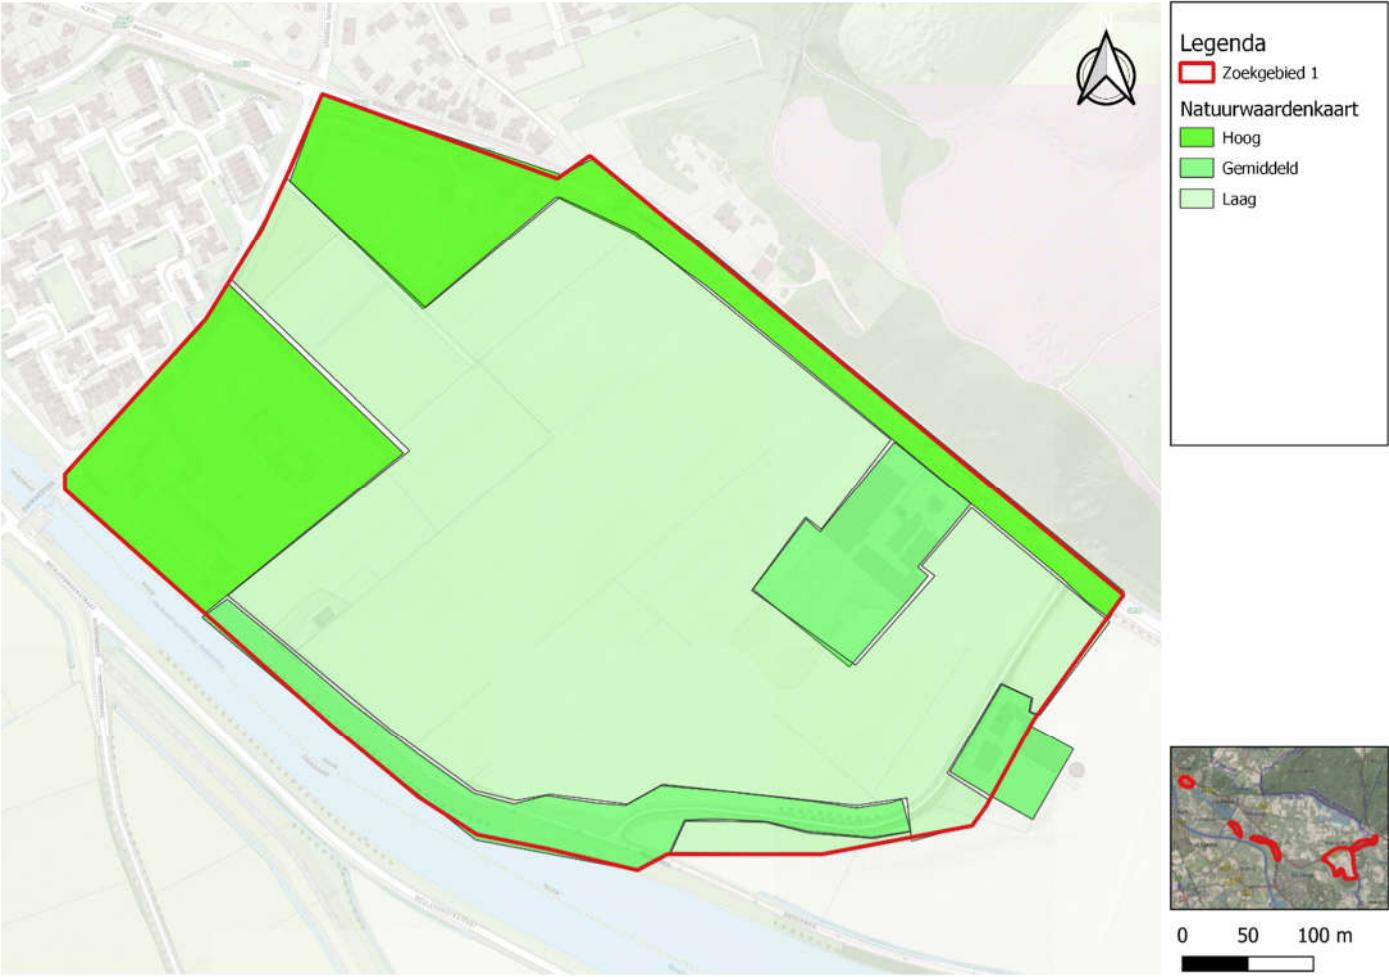 N
Legenda
Zoekgebied 1
Natuurwaardenkaart
Hoog
Gemiddeld
Laag
0 50 100 m